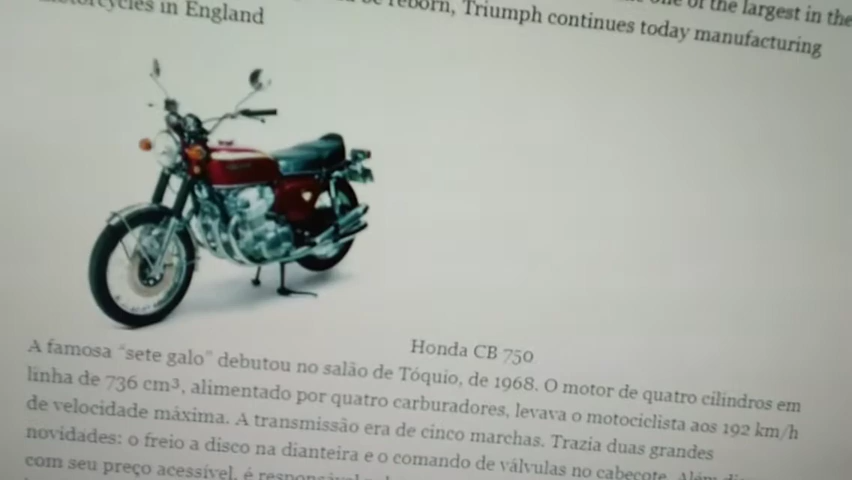 one of the largest in the
motorcycles in England
be reborn, Triumph continues today manufacturing
Honda CB 750
A famosa "sete galo" debutou no salão de Tóquio, de 1968. O motor de quatro cilindros em
linha de 736 cm³, alimentado por quatro carburadores, levava o motociclista aos 192 km/h
de velocidade máxima. A transmissão era de cinco marchas. Trazia duas grandes
novidades: o freio a disco na dianteira e o comando de válvulas no cabeçote. Além
com seu preço acessível, é